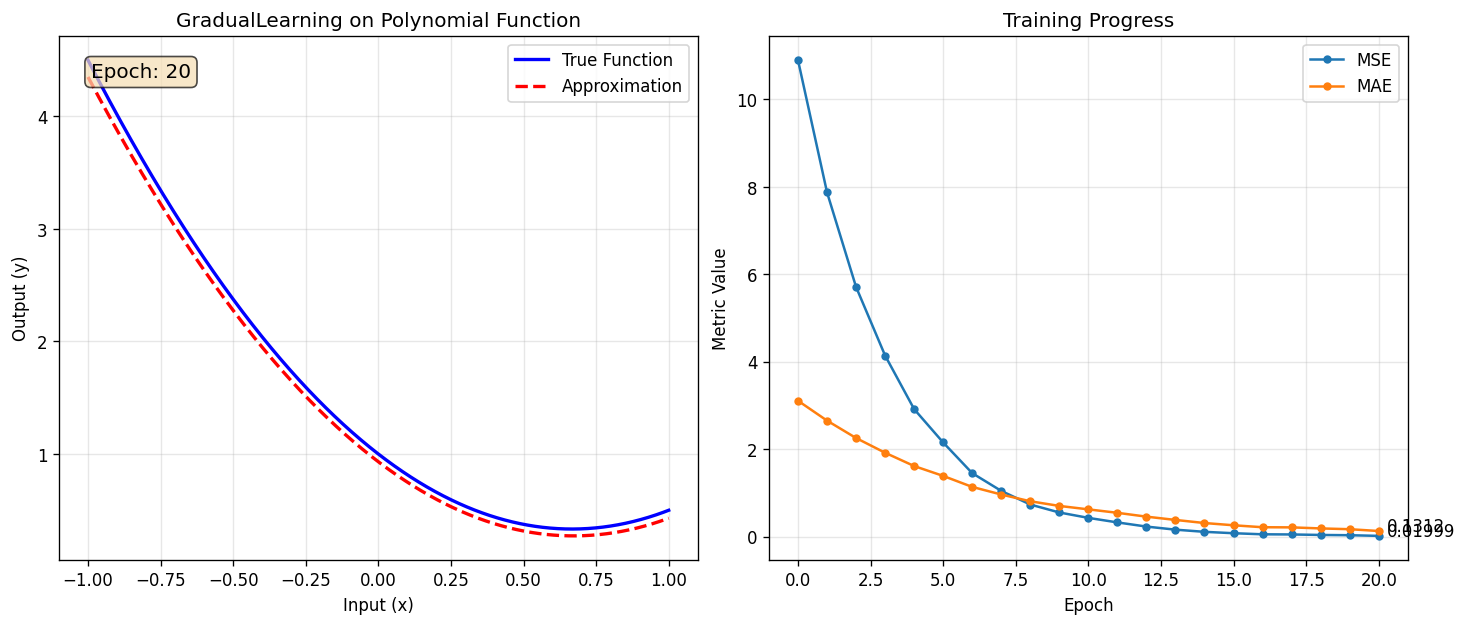 GradualLearning on Polynomial Function
Epoch: 20
True Function
Approximation
Output (y)
4
3
2
1
−1.00 −0.75 −0.50 −0.25 0.00 0.25 0.50 0.75 1.00
Input (x)
Training Progress
MSE
MAE
Metric Value
10
8
6
4
2
0
0.1312
0.01999
0.0 2.5 5.0 7.5 10.0 12.5 15.0 17.5 20.0
Epoch